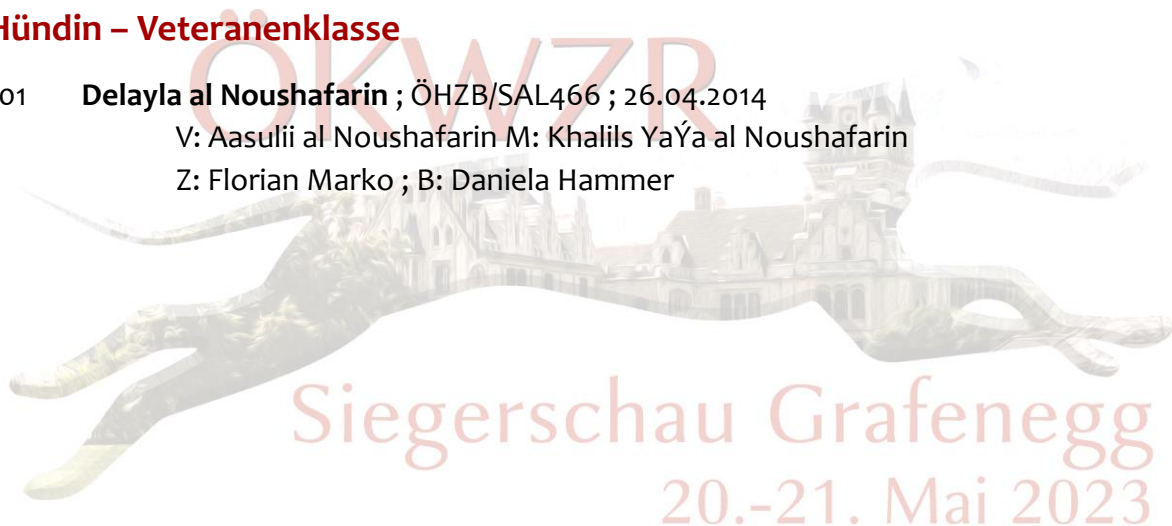 Hündin – Veteranenklasse
01 Delayla al Noushafarin ; ÖHZB/SAL466 ; 26.04.2014
V: Aasulii al Noushafarin M: Khalils YaÝa al Noushafarin
Z: Florian Marko ; B: Daniela Hammer
ÖKWZR
Siegerschau Grafenegg
20.-21. Mai 2023